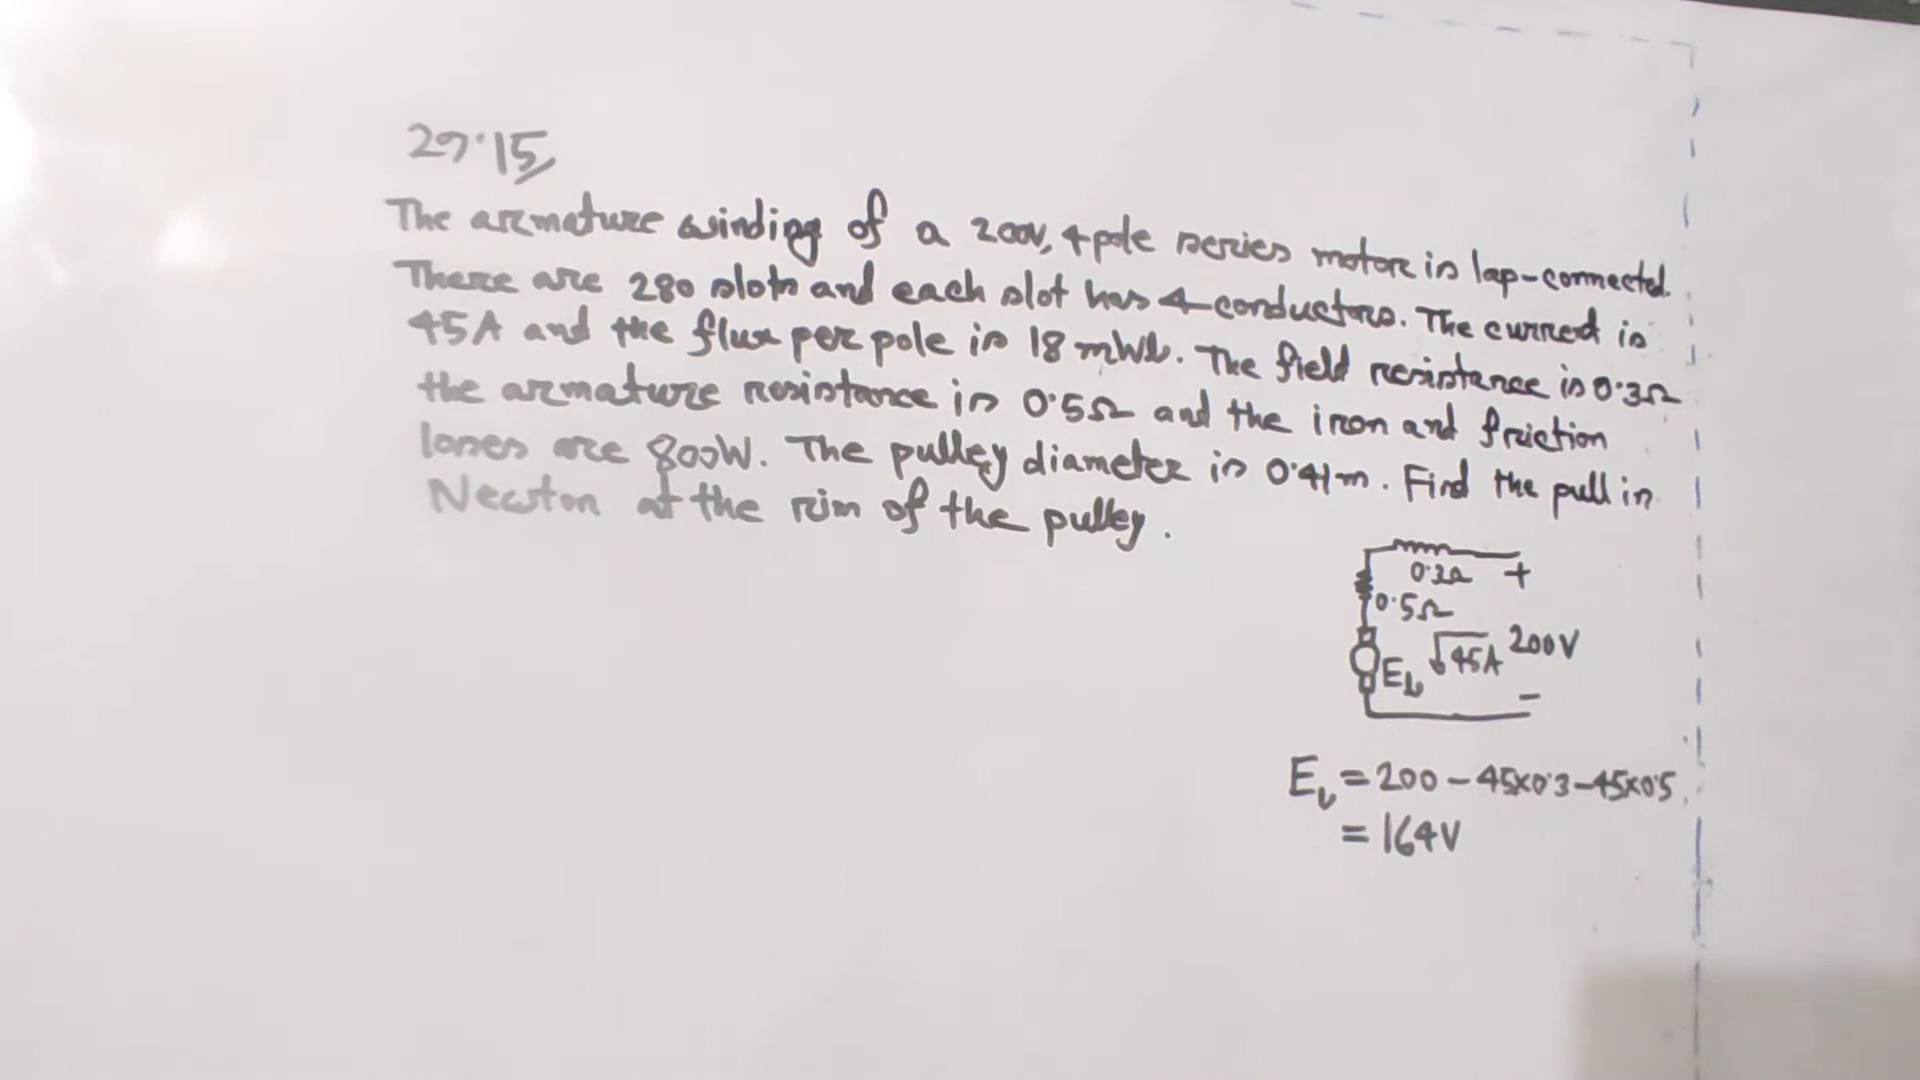 29.15
The armature winding of a 200V, 4 pole series motor is lap-connected.
There are 280 slots and each slot has 4 conductors. The current is
45A and the flux per pole is 18 mWb. The field resistance is 0.3Ω
the armature resistance is 0.5Ω and the iron and friction
losses are 800W. The pulley diameter is 0.41m. Find the pull in
Newton at the rim of the pulley.
0.3Ω +
0.5Ω
Eb 45A 200V
−
Eb = 200 − 45×0.3 − 45×0.5
= 164V